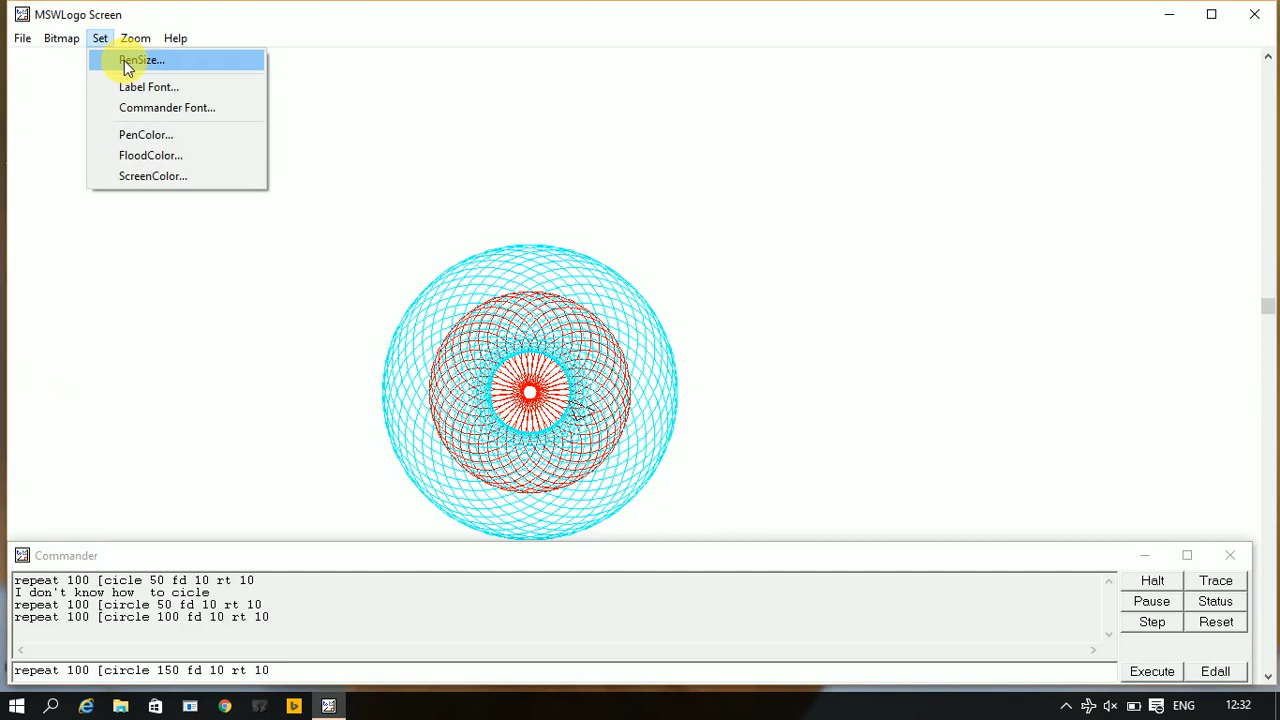 MSWLogo Screen
File Bitmap Set Zoom Help
PenSize...
Label Font...
Commander Font...
PenColor...
FloodColor...
ScreenColor...
Commander
repeat 100 [cicle 50 fd 10 rt 10
I don't know how  to cicle
repeat 100 [circle 50 fd 10 rt 10
repeat 100 [circle 100 fd 10 rt 10
Halt Trace
Pause Status
Step Reset
repeat 100 [circle 150 fd 10 rt 10
Execute Edall
ENG 12:32